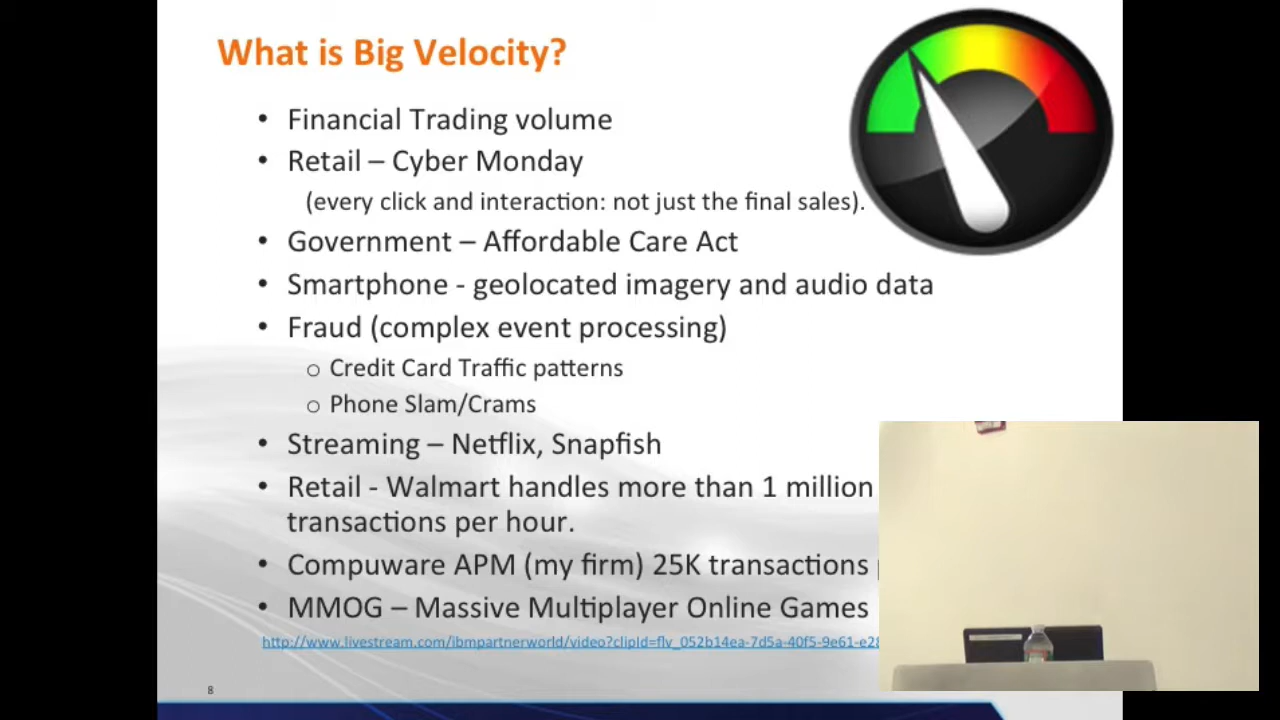 What is Big Velocity?
• Financial Trading volume
• Retail – Cyber Monday
(every click and interaction: not just the final sales).
• Government – Affordable Care Act
• Smartphone - geolocated imagery and audio data
• Fraud (complex event processing)
o Credit Card Traffic patterns
o Phone Slam/Crams
• Streaming – Netflix, Snapfish
• Retail - Walmart handles more than 1 million
transactions per hour.
• Compuware APM (my firm) 25K transactions
• MMOG – Massive Multiplayer Online Games
http://www.livestream.com/ibmpartnerworld/video?clipId=flv_052b14ea-7d5a-40f5-9e61-e28
8